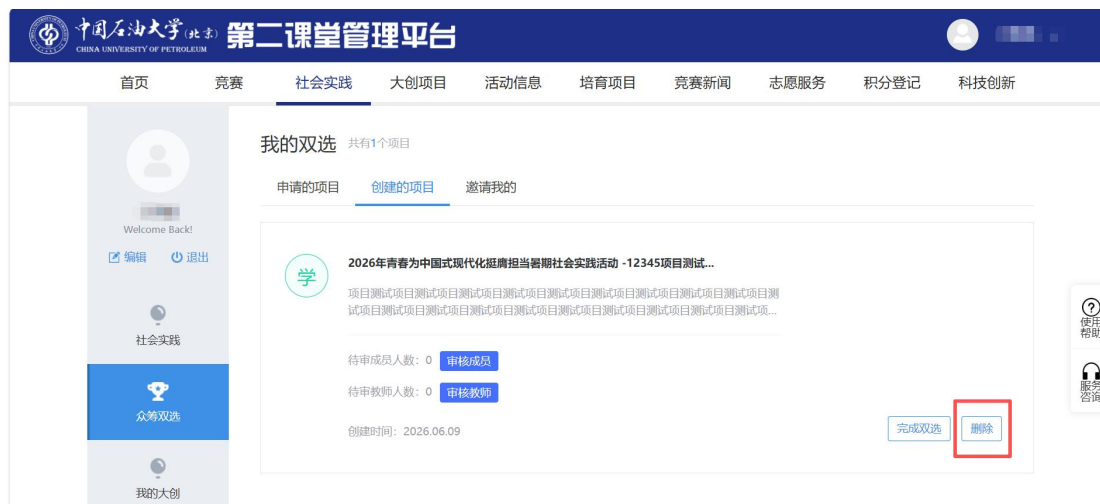 中国石油大学(北京) 第二课堂管理平台
CHINA UNIVERSITY OF PETROLEUM
首页 竞赛 社会实践 大创项目 活动信息 培育项目 竞赛新闻 志愿服务 积分登记 科技创新
Welcome Back!
编辑 退出
社会实践
众筹双选
我的大创
我的双选 共有1个项目
申请的项目 创建的项目 邀请我的
学
2026年青春为中国式现代化挺膺担当暑期社会实践活动 -12345项目测试...
项目测试项目测试项目测试项目测试项目测试项目测试项目测试项目测试项目测
试项目测试项目测试项目测试项目测试项目测试项目测试项目测试项目测试项...
待审成员人数：0 审核成员
待审教师人数：0 审核教师
创建时间：2026.06.09
完成双选 删除
使用
帮助
服务
咨询